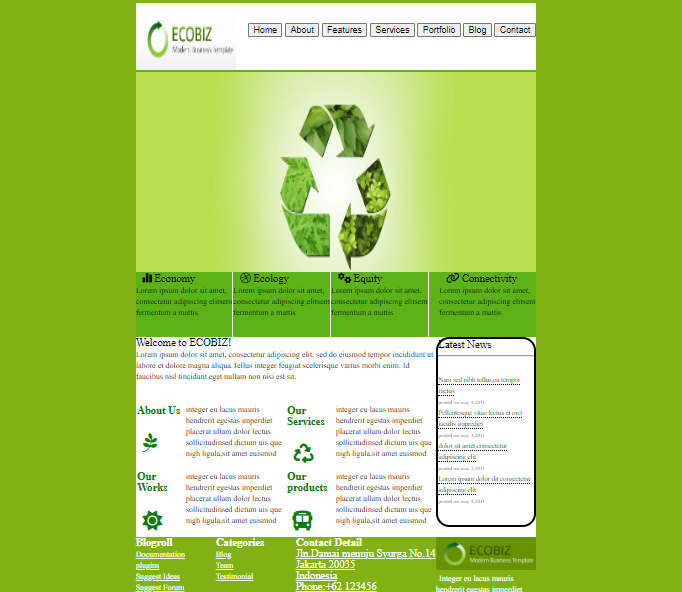 ECOBIZ
Modern Business Template
Home About Features Services Portfolio Blog Contact
Economy
Lorem ipsum dolor sit amet,
consectetur adipiscing elitsem
fermentum a mattis
Ecology
Lorem ipsum dolor sit amet,
consectetur adipiscing elitsem
fermentum a mattis
Equity
Lorem ipsum dolor sit amet,
consectetur adipiscing elitsem
fermentum a mattis
Connectivity
Lorem ipsum dolor sit amet,
consectetur adipiscing elitsem
fermentum a mattis
Welcome to ECOBIZ!
Lorem ipsum dolor sit amet, consectetur adipiscing elit, sed do eiusmod tempor incididunt ut
labore et dolore magna aliqua.Tellus integer feugiat scelerisque varius morbi enim. Id
faucibus nisl tincidunt eget nullam non nisi est sit.
About Us
integer eu lacus mauris
hendrerit egestas imperdiet
placerat ullam dolor lectus
sollicitudinsed dictum uis que
nigh ligula,sit amet euismod
Our
Services
integer eu lacus mauris
hendrerit egestas imperdiet
placerat ullam dolor lectus
sollicitudinsed dictum uis que
nigh ligula,sit amet euismod
Our
Works
integer eu lacus mauris
hendrerit egestas imperdiet
placerat ullam dolor lectus
sollicitudinsed dictum uis que
nigh ligula,sit amet euismod
Our
products
integer eu lacus mauris
hendrerit egestas imperdiet
placerat ullam dolor lectus
sollicitudinsed dictum uis que
nigh ligula,sit amet euismod
Latest News
Nam sed nibh tellus,ea tempor
metus
posted on may 4,2011
Pellentesque vitae lectus et orci
iaculis imperdiet
posted on may 4,2011
dolor sit amet consectetur
adipiscing elit
posted on may 4,2011
Lorem ipsum dolor dit consectetur
adipiscing elit
posted on may 4,2011
Blogroll
Documentation
plugins
Suggest Ideas
Suggest Forum
Categories
Blog
Team
Testimonial
Contact Detail
Jln.Damai menuju Syurga No.14
Jakarta 20035
Indonesia
Phone:+62 123456
ECOBIZ
Modern Business Template
Integer eu lacus mauris
hendrerit egestas imperdiet